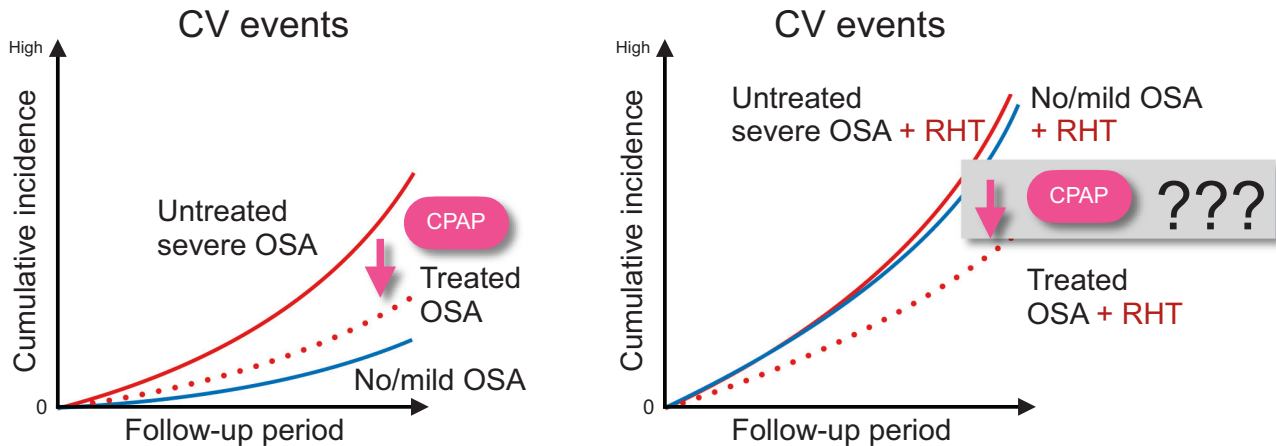 CV events
High
Cumulative incidence
Untreated
severe OSA
CPAP
Treated
OSA
No/mild OSA
0
Follow-up period
CV events
High
Cumulative incidence
Untreated
severe OSA + RHT
No/mild OSA
+ RHT
CPAP
???
Treated
OSA + RHT
0
Follow-up period